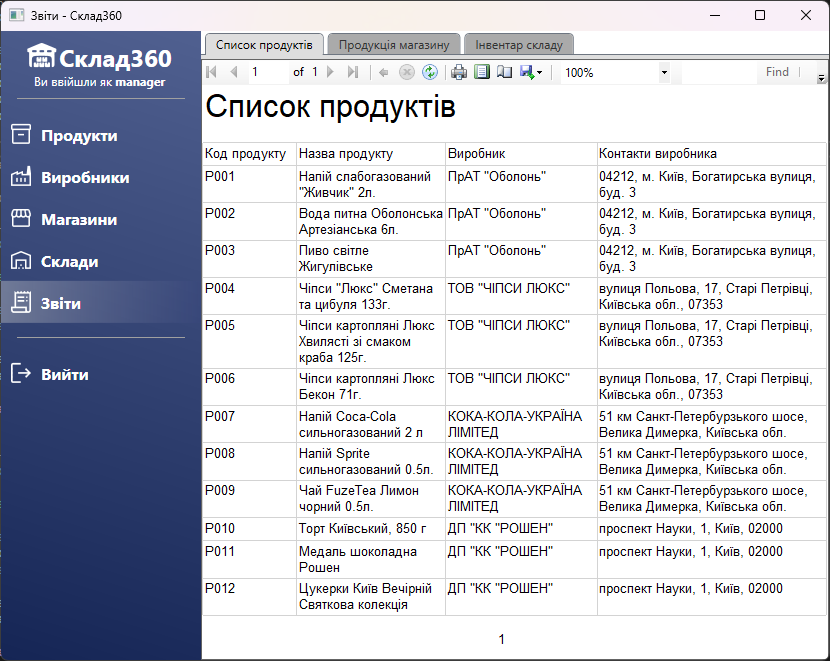 Звіти - Склад360
Склад360
Ви ввійшли як manager
Продукти
Виробники
Магазини
Склади
Звіти
Вийти
Список продуктів Продукція магазину Інвентар складу
1 of 1 100% Find
Список продуктів
Код продукту Назва продукту Виробник Контакти виробника
P001 Напій слабогазований ПрАТ "Оболонь" 04212, м. Київ, Богатирська вулиця,
"Живчик" 2л. буд. 3
P002 Вода питна Оболонська ПрАТ "Оболонь" 04212, м. Київ, Богатирська вулиця,
Артезіанська 6л. буд. 3
P003 Пиво світле ПрАТ "Оболонь" 04212, м. Київ, Богатирська вулиця,
Жигулівське буд. 3
P004 Чіпси "Люкс" Сметана ТОВ "ЧІПСИ ЛЮКС" вулиця Польова, 17, Старі Петрівці,
та цибуля 133г. Київська обл., 07353
P005 Чіпси картопляні Люкс ТОВ "ЧІПСИ ЛЮКС" вулиця Польова, 17, Старі Петрівці,
Хвилясті зі смаком Київська обл., 07353
краба 125г.
P006 Чіпси картопляні Люкс ТОВ "ЧІПСИ ЛЮКС" вулиця Польова, 17, Старі Петрівці,
Бекон 71г. Київська обл., 07353
P007 Напій Coca-Cola КОКА-КОЛА-УКРАЇНА 51 км Санкт-Петербурзького шосе,
сильногазований 2 л ЛІМІТЕД Велика Димерка, Київська обл.
P008 Напій Sprite КОКА-КОЛА-УКРАЇНА 51 км Санкт-Петербурзького шосе,
сильногазований 0.5л. ЛІМІТЕД Велика Димерка, Київська обл.
P009 Чай FuzeTea Лимон КОКА-КОЛА-УКРАЇНА 51 км Санкт-Петербурзького шосе,
чорний 0.5л. ЛІМІТЕД Велика Димерка, Київська обл.
P010 Торт Київський, 850 г ДП "КК "РОШЕН" проспект Науки, 1, Київ, 02000
P011 Медаль шоколадна ДП "КК "РОШЕН" проспект Науки, 1, Київ, 02000
Рошен
P012 Цукерки Київ Вечірній ДП "КК "РОШЕН" проспект Науки, 1, Київ, 02000
Святкова колекція
1